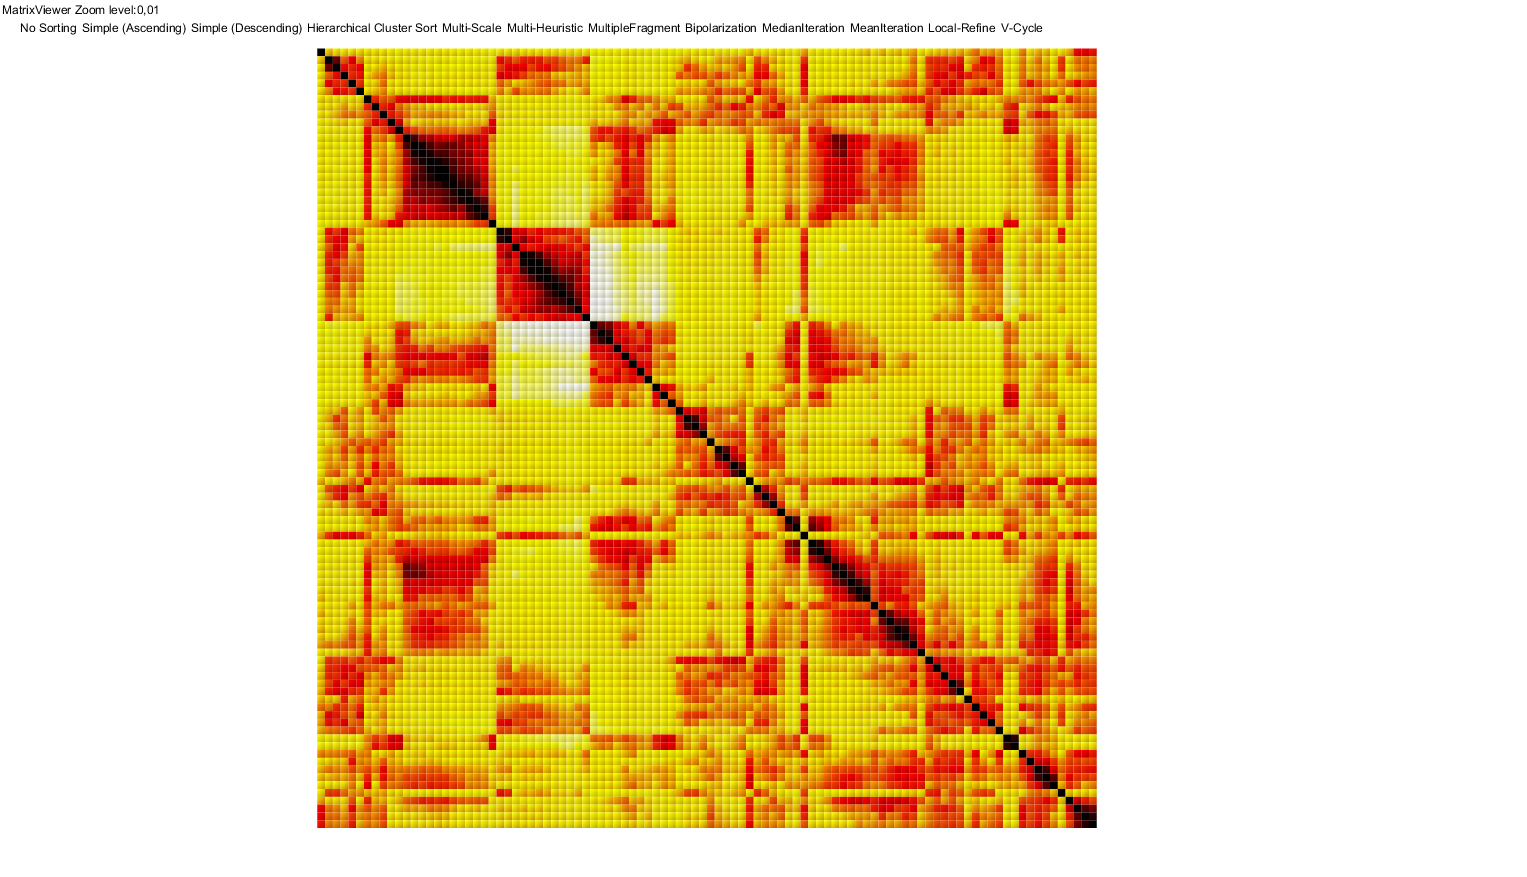 MatrixViewer Zoom level:0,01
No Sorting Simple (Ascending) Simple (Descending) Hierarchical Cluster Sort Multi-Scale Multi-Heuristic MultipleFragment Bipolarization MedianIteration MeanIteration Local-Refine V-Cycle